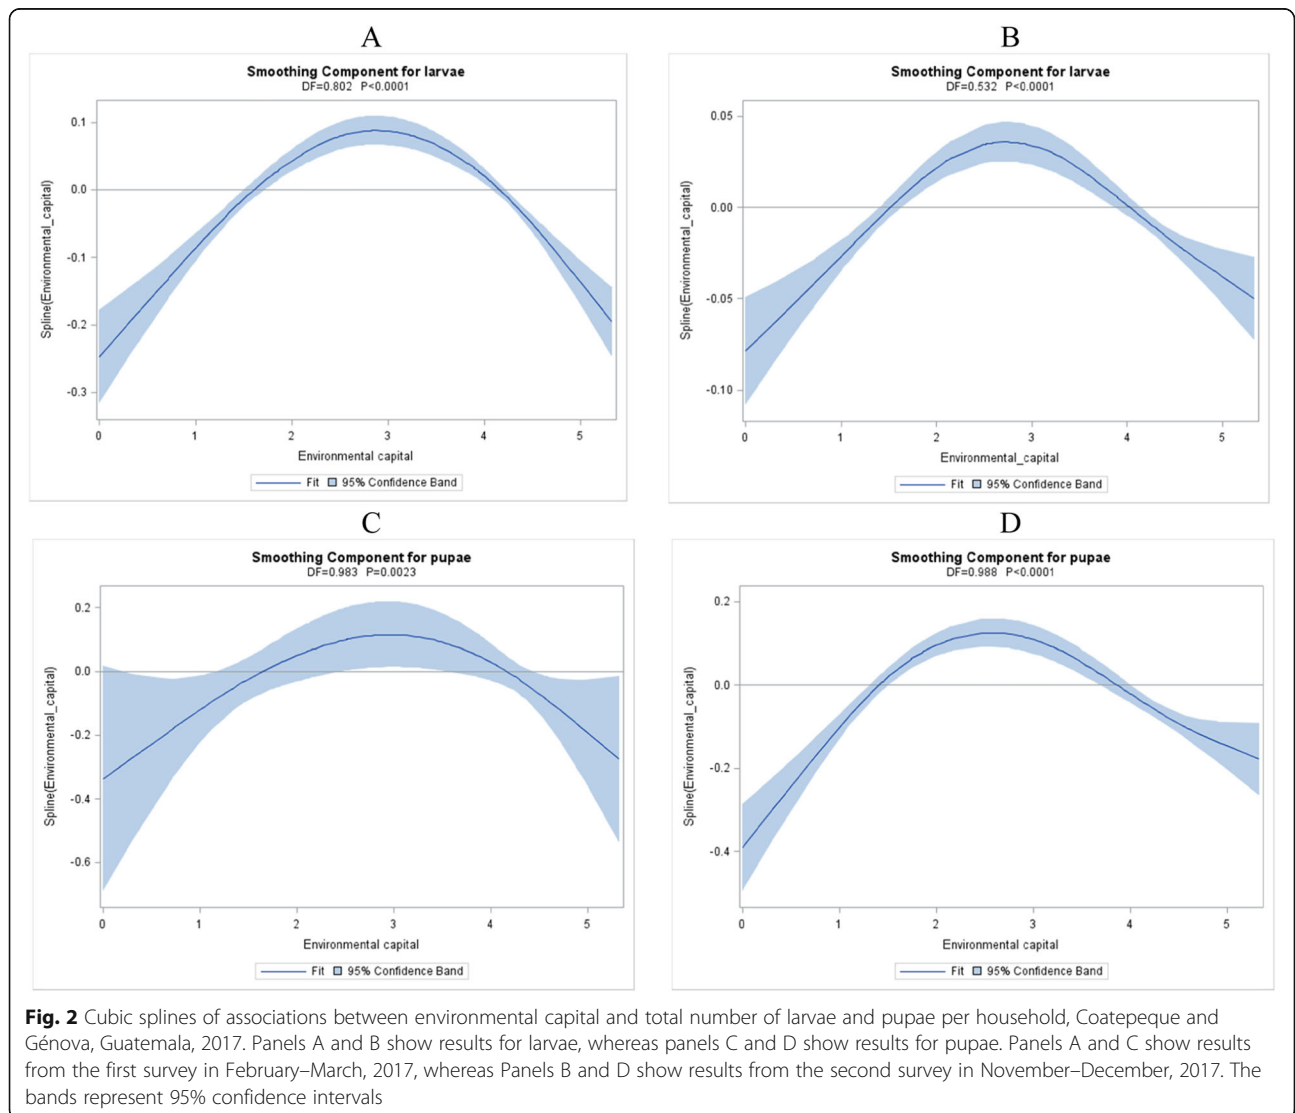 A
Smoothing Component for larvae
DF=0.802 P<0.0001
Spline(Environmental_capital)
0.1
0.0
-0.1
-0.2
-0.3
0 1 2 3 4 5
Environmental capital
Fit 95% Confidence Band
B
Smoothing Component for larvae
DF=0.532 P<0.0001
Spline(Environmental_capital)
0.05
0.00
-0.05
-0.10
0 1 2 3 4 5
Environmental_capital
Fit 95% Confidence Band
C
Smoothing Component for pupae
DF=0.983 P=0.0023
Spline(Environmental_capital)
0.2
0.0
-0.2
-0.4
-0.6
0 1 2 3 4 5
Environmental capital
Fit 95% Confidence Band
D
Smoothing Component for pupae
DF=0.988 P<0.0001
Spline(Environmental_capital)
0.2
0.0
-0.2
-0.4
0 1 2 3 4 5
Environmental capital
Fit 95% Confidence Band
Fig. 2 Cubic splines of associations between environmental capital and total number of larvae and pupae per household, Coatepeque and
Génova, Guatemala, 2017. Panels A and B show results for larvae, whereas panels C and D show results for pupae. Panels A and C show results
from the first survey in February–March, 2017, whereas Panels B and D show results from the second survey in November–December, 2017. The
bands represent 95% confidence intervals